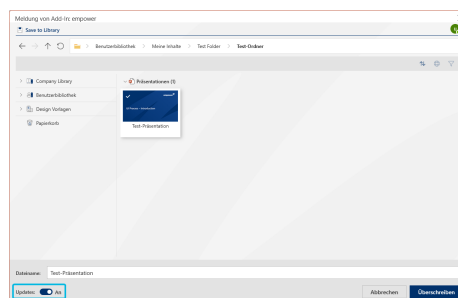 Meldung von Add-In: empower
Save to Library
Benutzerbibliothek > Meine Inhalte > Test Folder > Test-Ordner
Company Library
Benutzerbibliothek
Design Vorlagen
Papierkorb
Präsentationen (1)
Test-Präsentation
Dateiname: Test-Präsentation
Updates: An
Abbrechen
Überschreiben